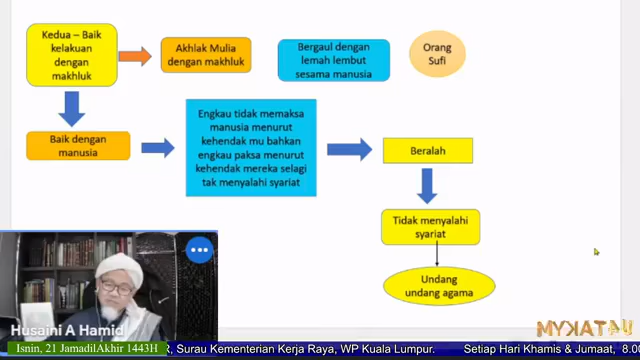 Kedua – Baik
kelakuan
dengan
makhluk
Akhlak Mulia
dengan makhluk
Bergaul dengan
lemah lembut
sesama manusia
Orang
Sufi
Baik dengan
manusia
Engkau tidak memaksa
manusia menurut
kehendak mu bahkan
engkau paksa menurut
kehendak mereka selagi
tak menyalahi syariat
Beralah
Tidak menyalahi
syariat
Undang
undang agama
Husaini A Hamid
MYKATAU
Isnin, 21 JamadilAkhir 1443H
R, Surau Kementerian Kerja Raya, WP Kuala Lumpur. Setiap Hari Khamis & Jumaat, 8.0